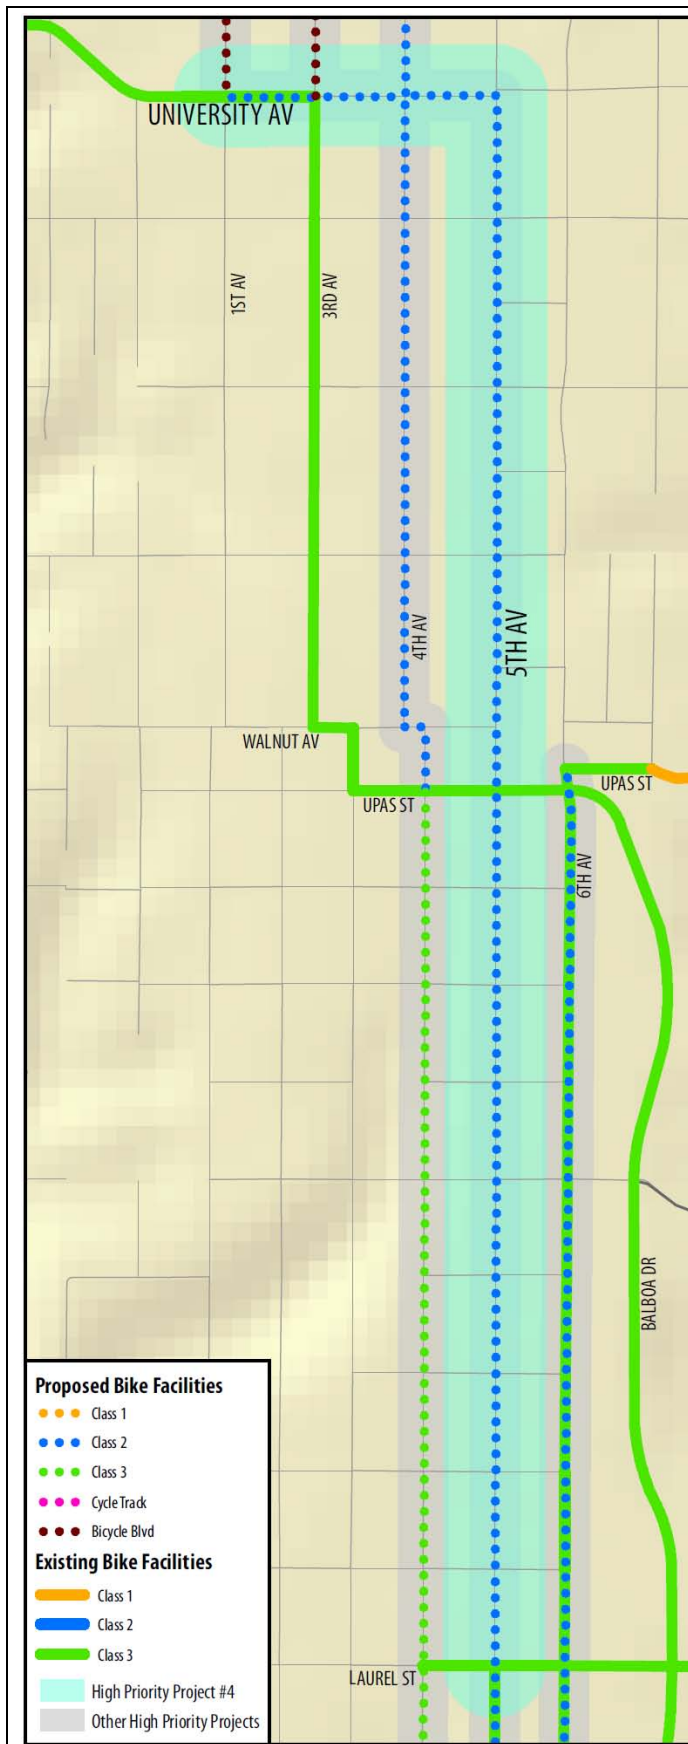 UNIVERSITY AV
1ST AV
3RD AV
4TH AV
5TH AV
WALNUT AV
UPAS ST
UPAS ST
6TH AV
BALBOA DR
LAUREL ST
Proposed Bike Facilities
Class 1
Class 2
Class 3
Cycle Track
Bicycle Blvd
Existing Bike Facilities
Class 1
Class 2
Class 3
High Priority Project #4
Other High Priority Projects